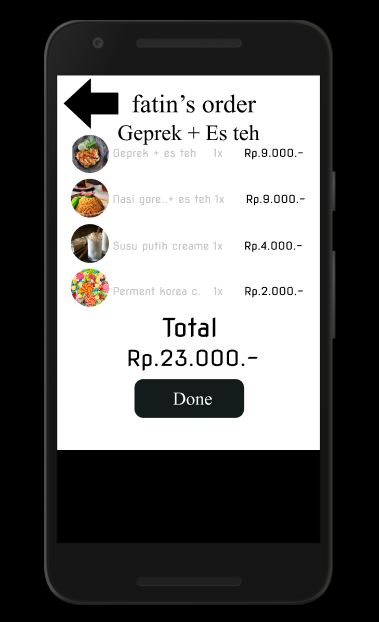 fatin's order
Geprek + Es teh
Geprek + es teh 1x Rp.9.000.-
Nasi gore..+ es teh 1x Rp.9.000.-
Susu putih creame 1x Rp.4.000.-
Perment korea c. 1x Rp.2.000.-
Total
Rp.23.000.-
Done